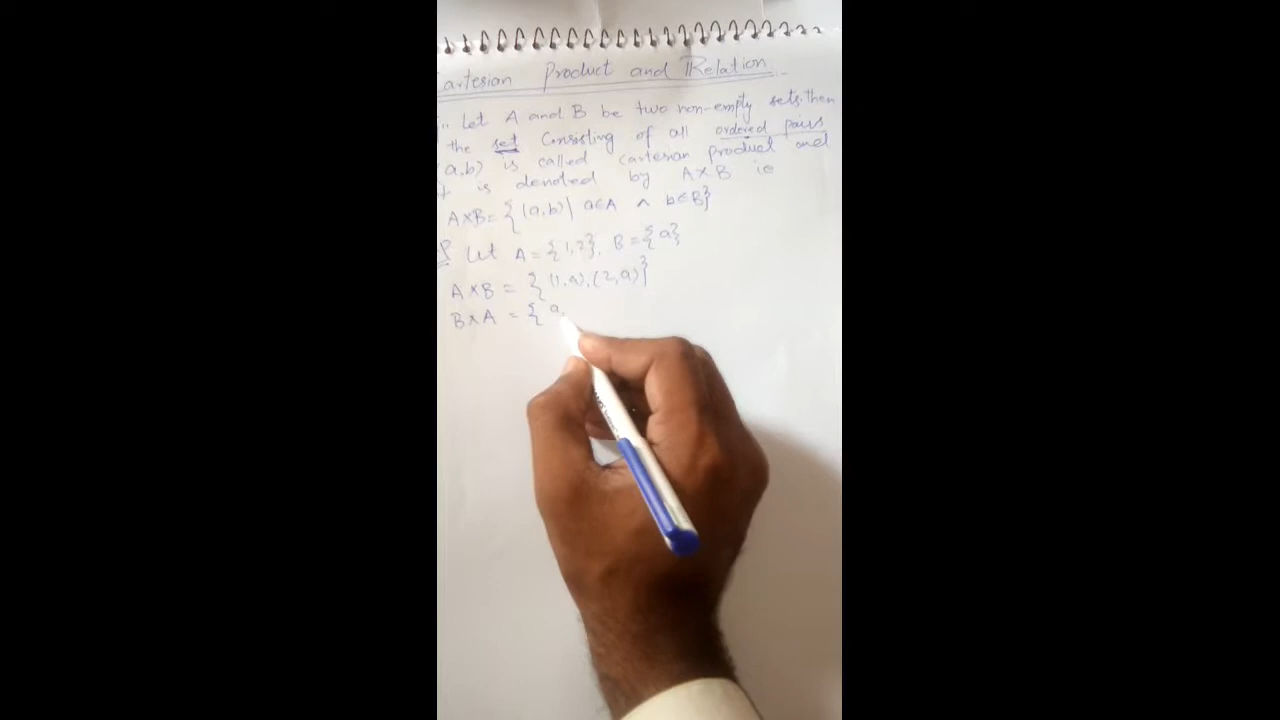 Cartesian Product and Relation
Let A and B be two non-empty sets. then
the set Consisting of all ordered pairs
(a,b) is called Cartesian product and
it is denoted by A×B ie
A×B = { (a,b) | a∈A ∧ b∈B}
Let A = {1,2}, B = {a}
A×B = { (1,a), (2,a) }
B×A = { a,